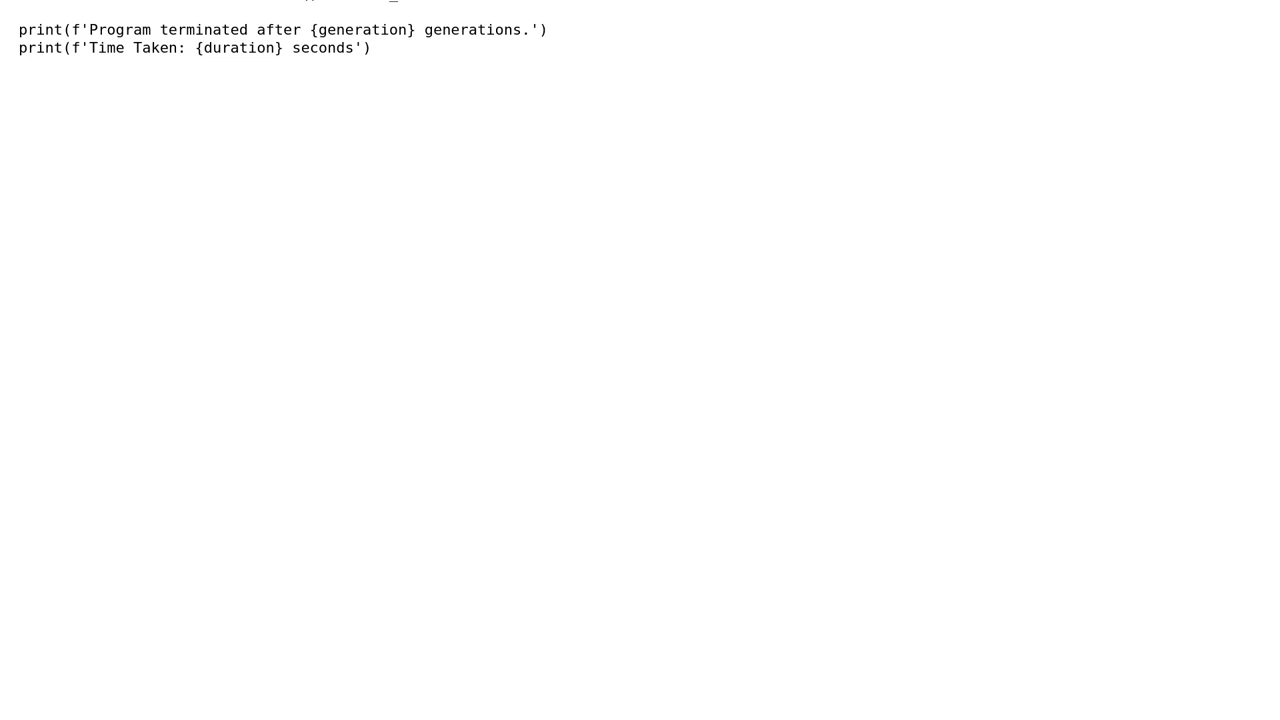 print(f'Program terminated after {generation} generations.')
print(f'Time Taken: {duration} seconds')